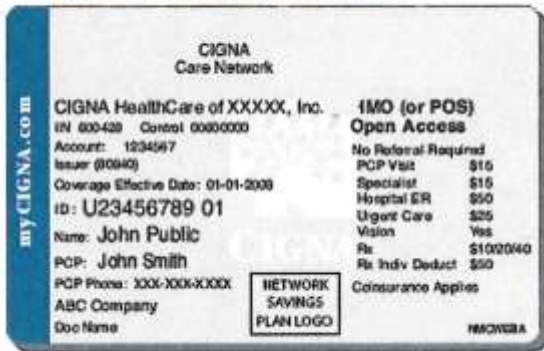 CIGNA
Care Network
myCIGNA.com
CIGNA HealthCare of XXXXX, Inc.
Control 00000000
Account: 1234567
Issuer (80840)
Coverage Effective Date: 01-01-2008
ID: U23456789 01
Name: John Public
PCP: John Smith
PCP Phone: XXX-XXX-XXXX
ABC Company
Doc Name
NETWORK
SAVINGS
PLAN LOGO
(or POS)
Open Access
No Referral Required
PCP Visit $15
Specialist $15
Hospital ER $50
Urgent Care $25
Vision Yes
Rx $10/20/40
Rx Indiv Deduct $50
Coinsurance Applies
CIGNA